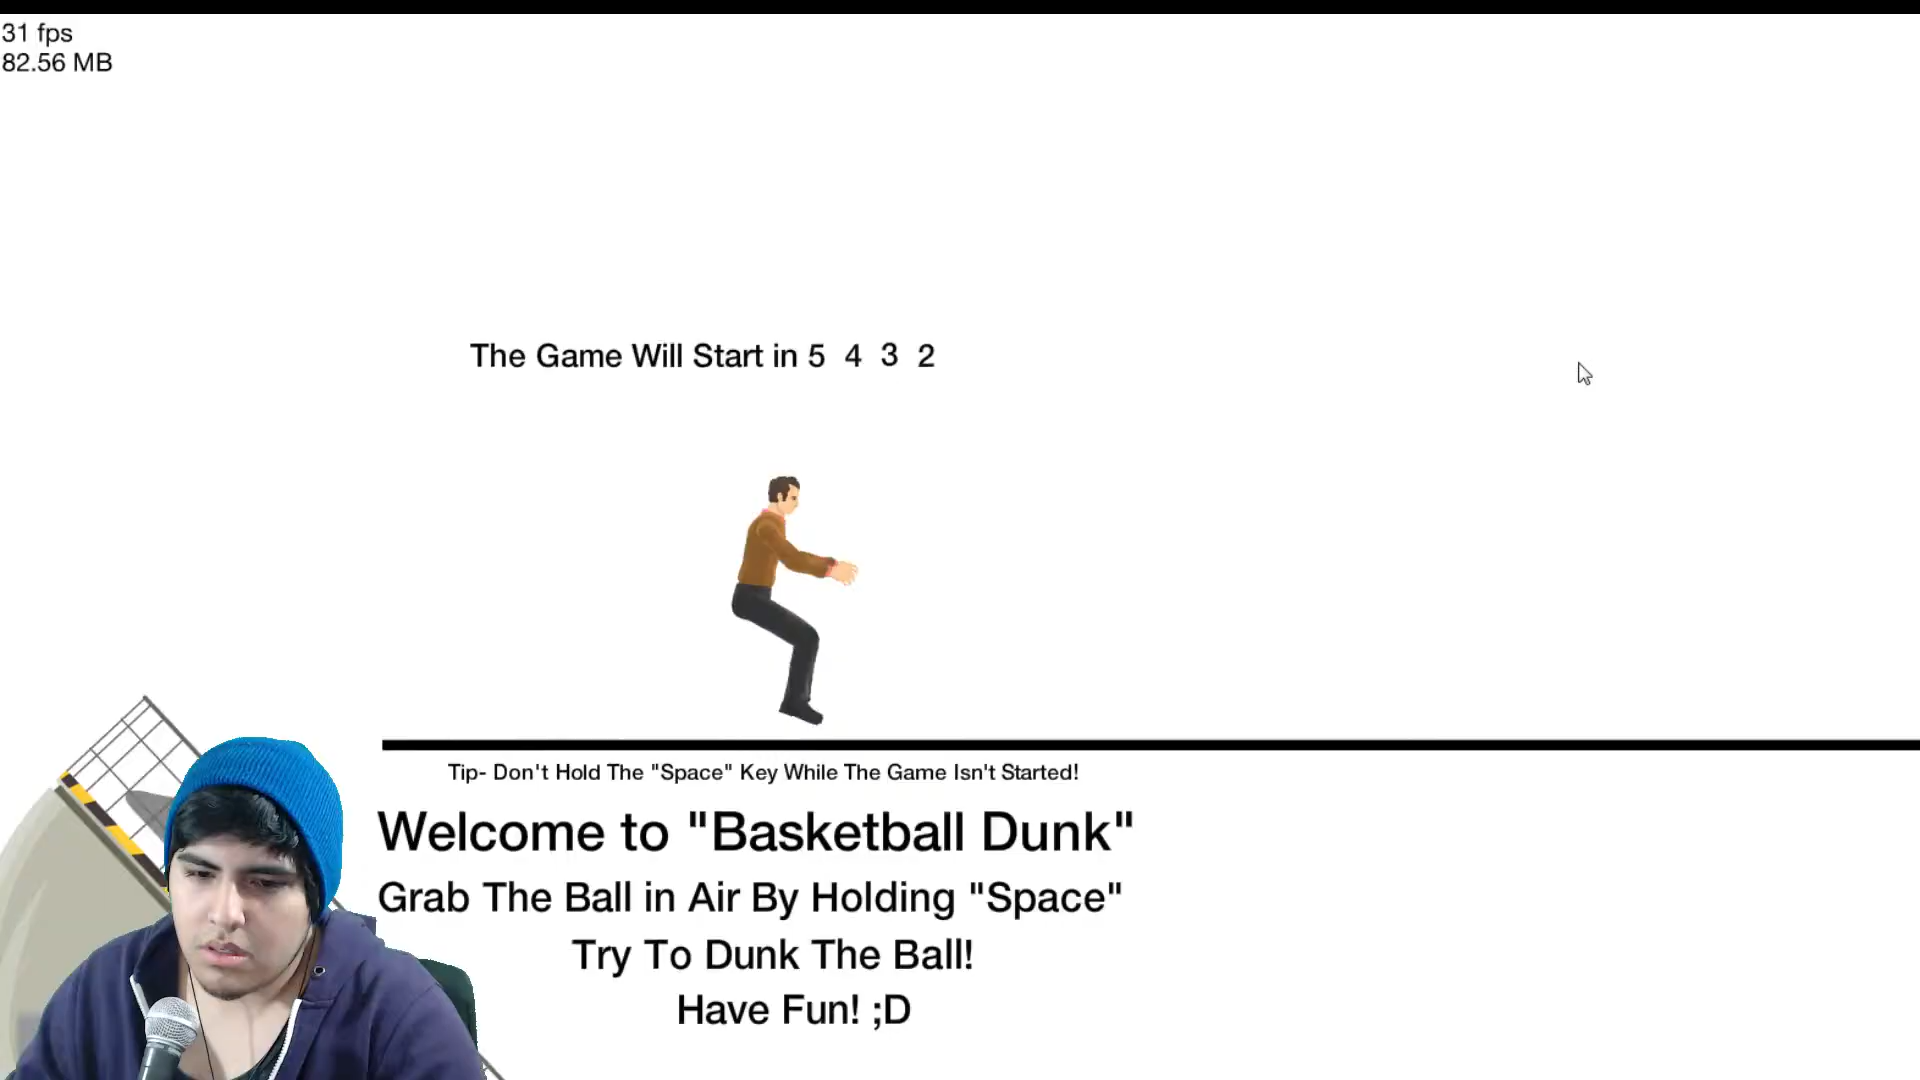 31 fps
82.56 MB
The Game Will Start in 5 4 3 2
Tip- Don't Hold The "Space" Key While The Game Isn't Started!
Welcome to "Basketball Dunk"
Grab The Ball in Air By Holding "Space"
Try To Dunk The Ball!
Have Fun! ;D